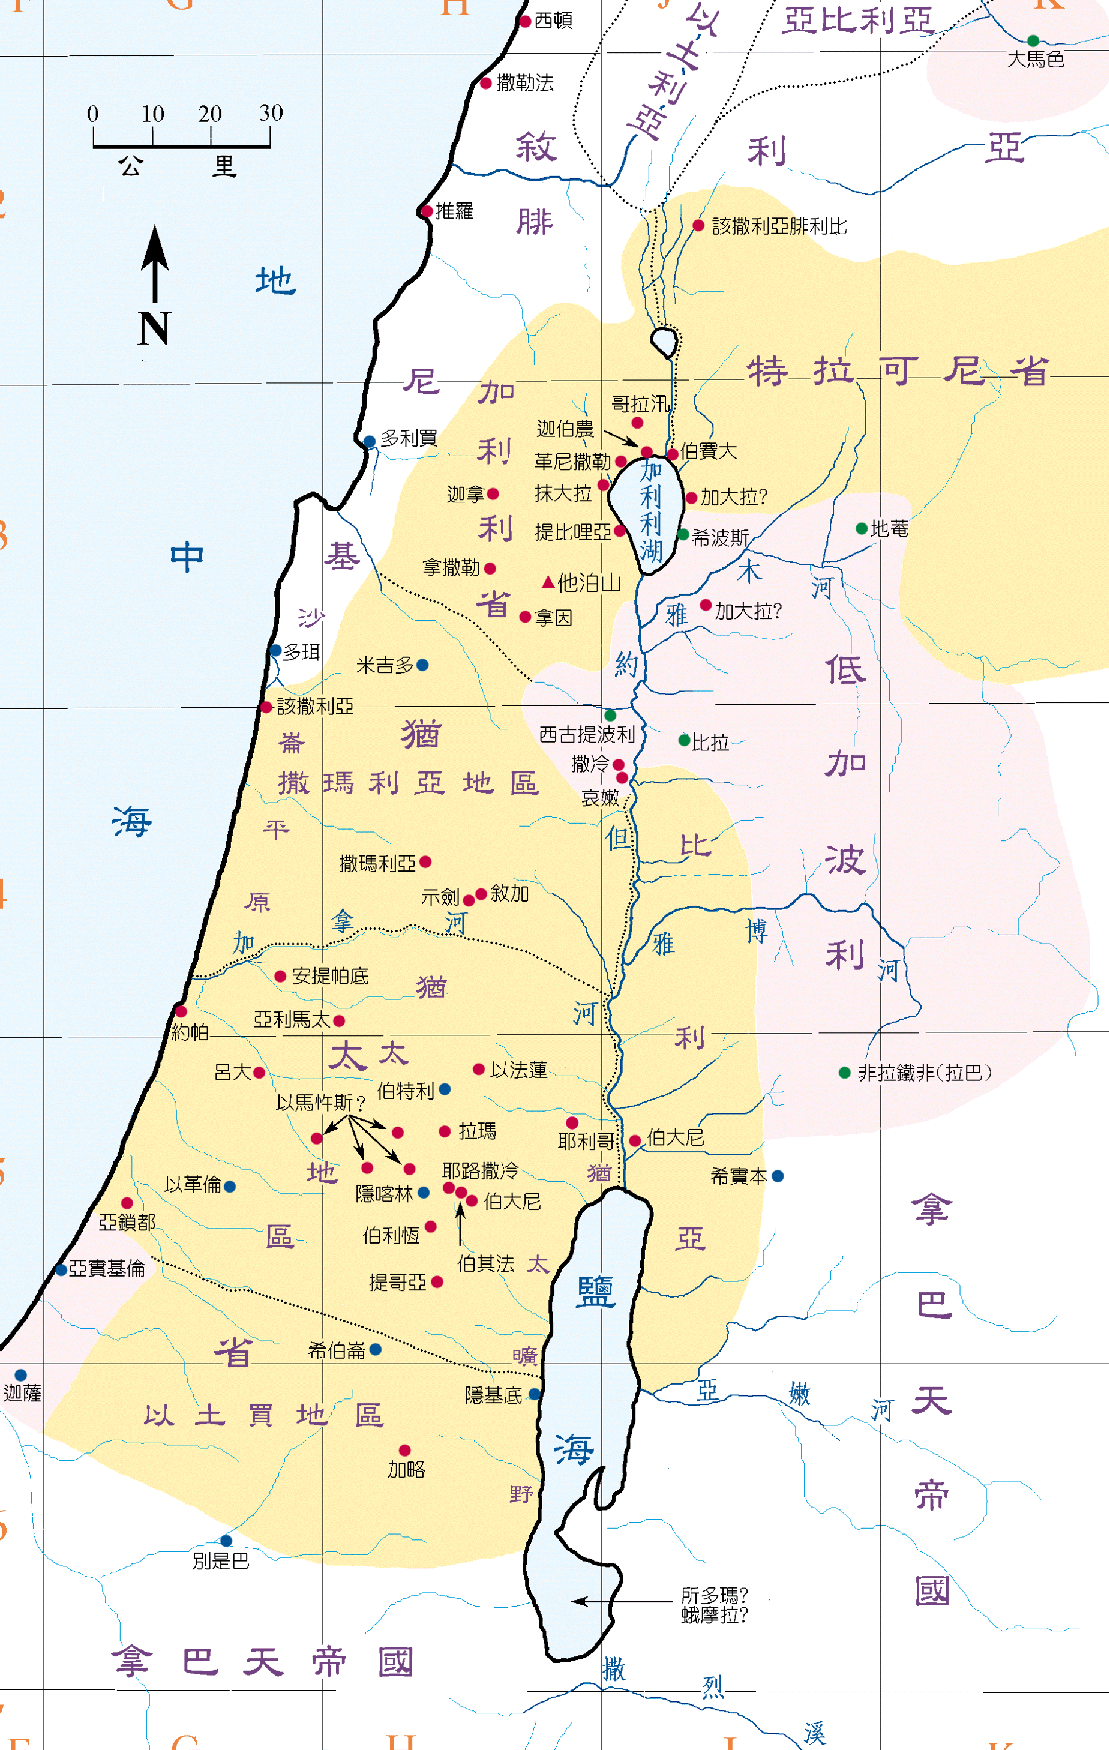 F
G
H
J
K
西頓
以土利亞
亞比利亞
大馬色
撒勒法
0 10 20 30
公里
敘利亞
2
推羅
腓尼基
該撒利亞腓利比
地中海
N
特拉可尼省
加利利省
哥拉汛
迦伯農
伯賽大
多利買
革尼撒勒
加利利湖
迦拿
抹大拉
加大拉?
3
提比哩亞
希波斯
地菴
拿撒勒
他泊山
雅木河
沙崙平原
拿因
雅
加大拉?
多珥
米吉多
約但河
低加波利
該撒利亞
西古提波利
比拉
猶太省
撒冷
撒瑪利亞地區
哀嫩
比利亞
撒瑪利亞
4
示劍
敘加
加拿河
雅博河
安提帕底
猶太地區
約帕
亞利馬太
呂大
以法蓮
伯特利
非拉鐵非(拉巴)
以馬忤斯?
拉瑪
耶利哥
伯大尼
5
耶路撒冷
猶太曠野
希實本
以革倫
隱喀林
伯大尼
亞鎖都
伯利恆
伯其法
拿巴天帝國
亞實基倫
提哥亞
鹽海
希伯崙
迦薩
隱基底
亞嫩河
以土買地區
加略
6
別是巴
所多瑪?
蛾摩拉?
拿巴天帝國
撒烈溪
7
F
G
H
J
K